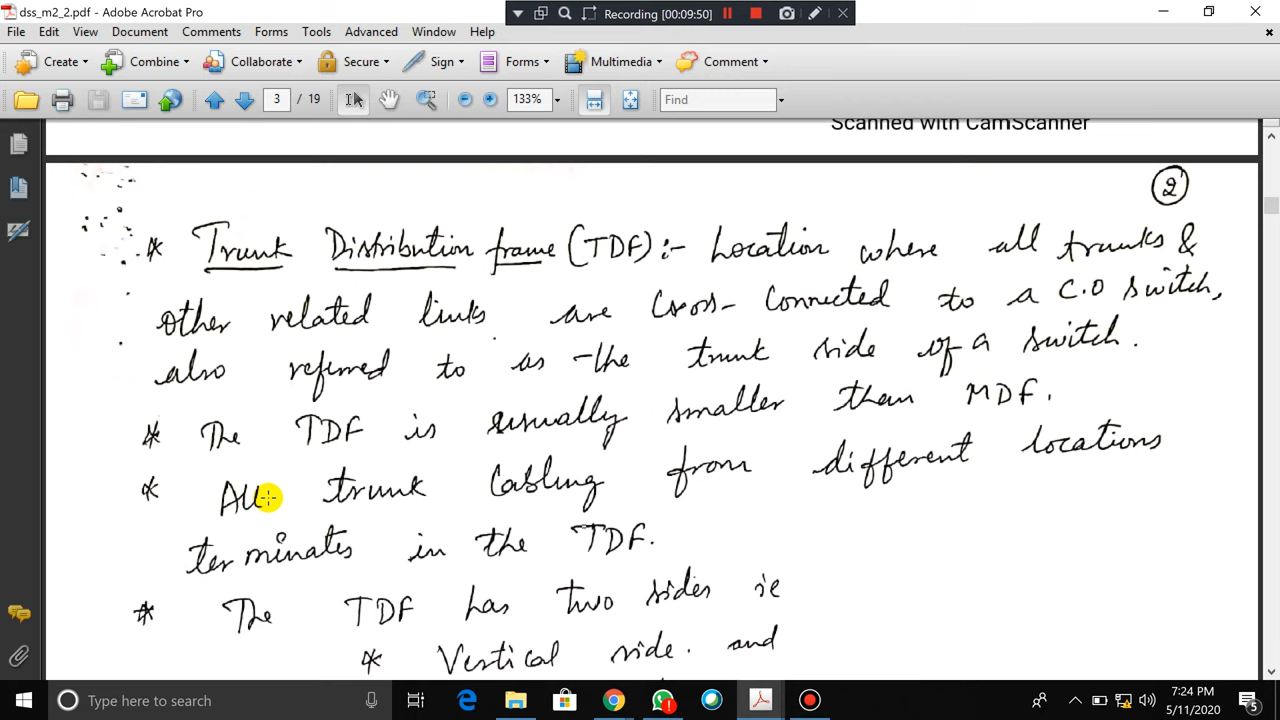 dss_m2_2.pdf - Adobe Acrobat Pro
Recording [00:09:50]
File Edit View Document Comments Forms Tools Advanced Window Help
Create Combine Collaborate Secure Sign Forms Multimedia Comment
3 / 19 133% Find
Scanned with CamScanner
2
* Trunk Distribution frame (TDF) :- Location where all trunks &
other related links are Cross-Connected to a C.O switch,
also referred to as the trunk side of a switch.
* The TDF is usually smaller than MDF.
* All trunk Cabling from different locations
terminates in the TDF.
* The TDF has two sides ie
* Vertical side. and
Type here to search
7:24 PM
5/11/2020
5